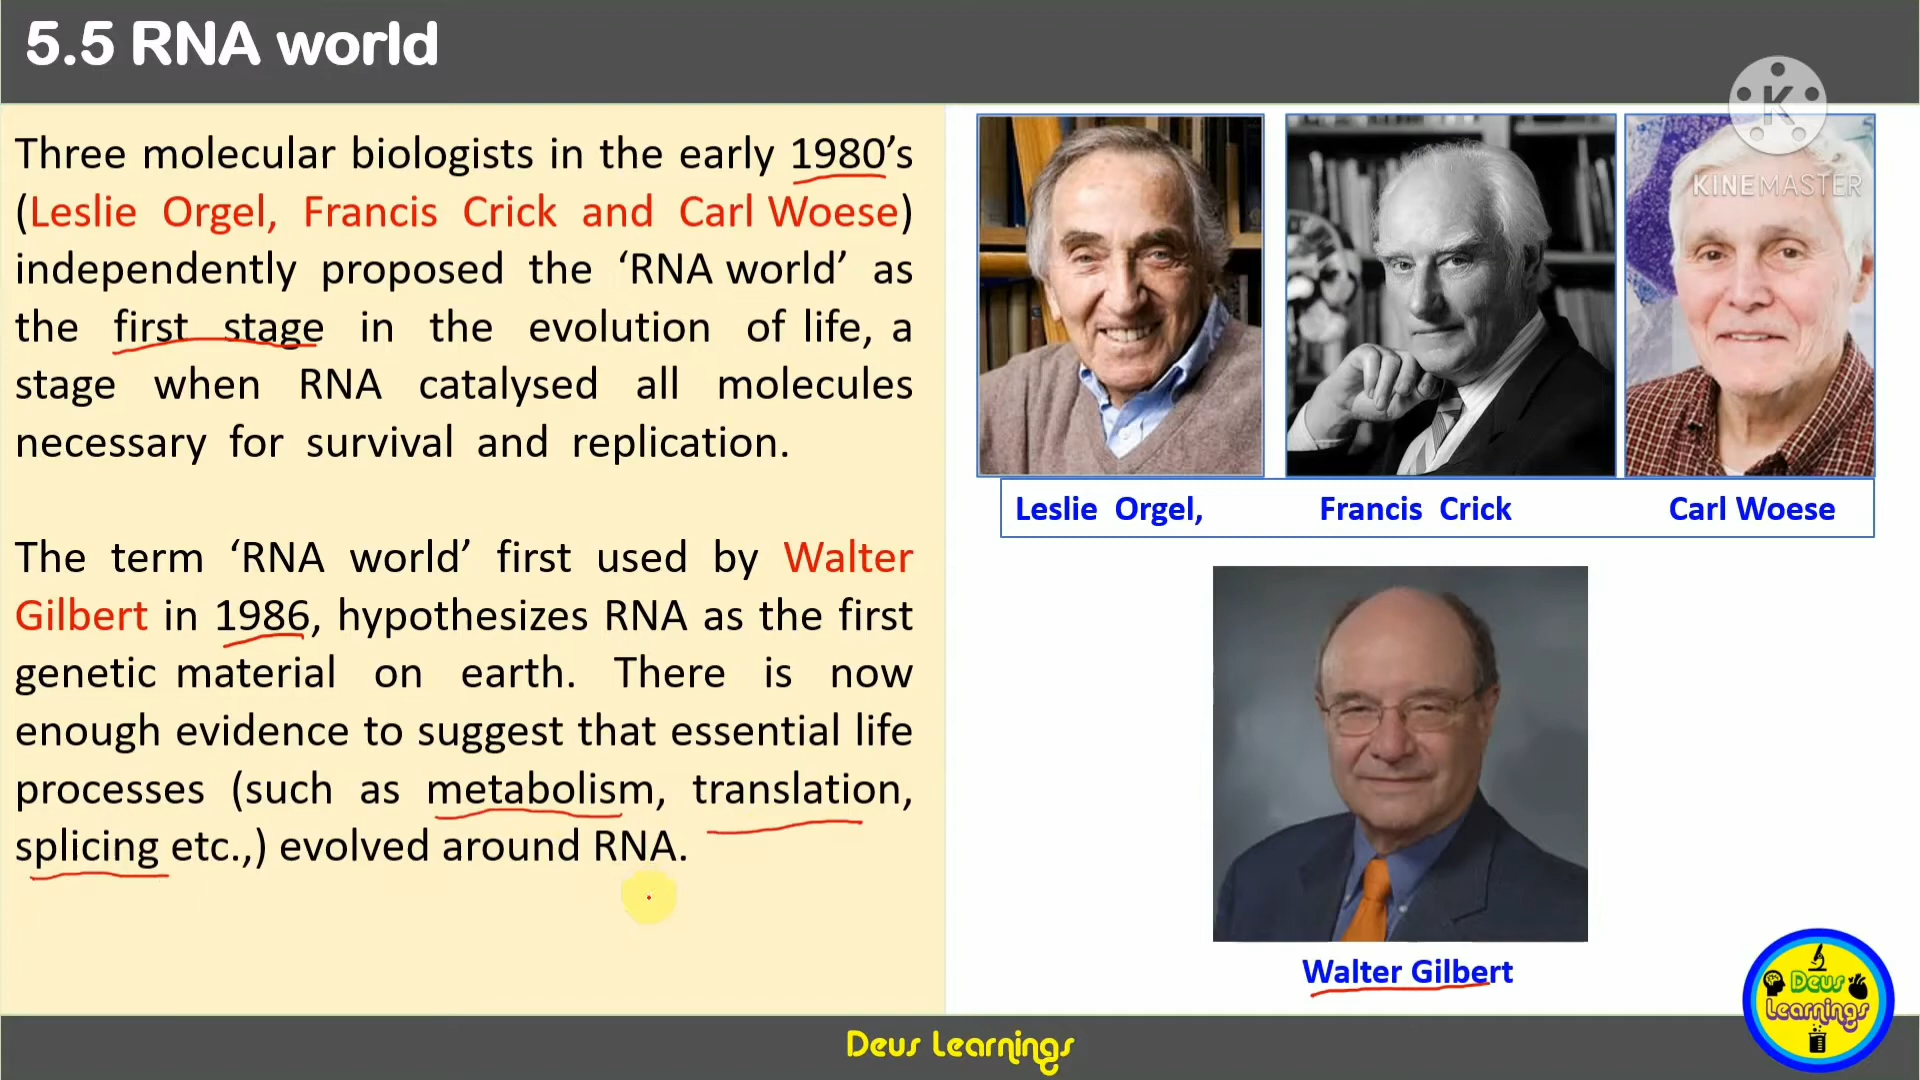 5.5 RNA world
Three molecular biologists in the early 1980’s
(Leslie Orgel, Francis Crick and Carl Woese)
independently proposed the ‘RNA world’ as
the first stage in the evolution of life, a
stage when RNA catalysed all molecules
necessary for survival and replication.
The term ‘RNA world’ first used by Walter
Gilbert in 1986, hypothesizes RNA as the first
genetic material on earth. There is now
enough evidence to suggest that essential life
processes (such as metabolism, translation,
splicing etc.,) evolved around RNA.
K
KINEMASTER
Leslie Orgel, Francis Crick Carl Woese
Walter Gilbert
Deus
Learnings
Deus Learnings